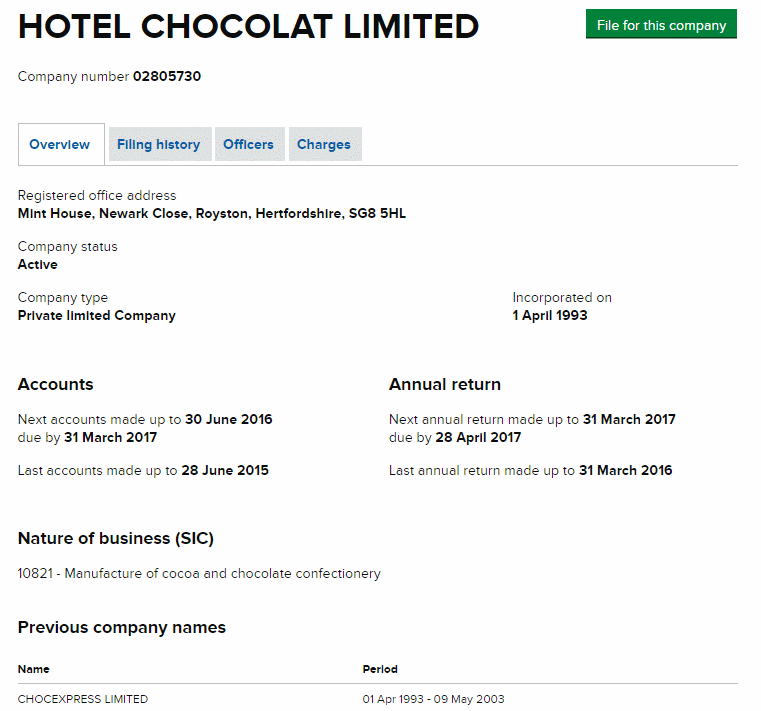 HOTEL CHOCOLAT LIMITED
File for this company
Company number 02805730
Overview
Filing history
Officers
Charges
Registered office address
Mint House, Newark Close, Royston, Hertfordshire, SG8 5HL
Company status
Active
Company type
Private limited Company
Incorporated on
1 April 1993
Accounts
Next accounts made up to 30 June 2016
due by 31 March 2017
Last accounts made up to 28 June 2015
Annual return
Next annual return made up to 31 March 2017
due by 28 April 2017
Last annual return made up to 31 March 2016
Nature of business (SIC)
10821 - Manufacture of cocoa and chocolate confectionery
Previous company names
Name Period
CHOCEXPRESS LIMITED 01 Apr 1993 - 09 May 2003